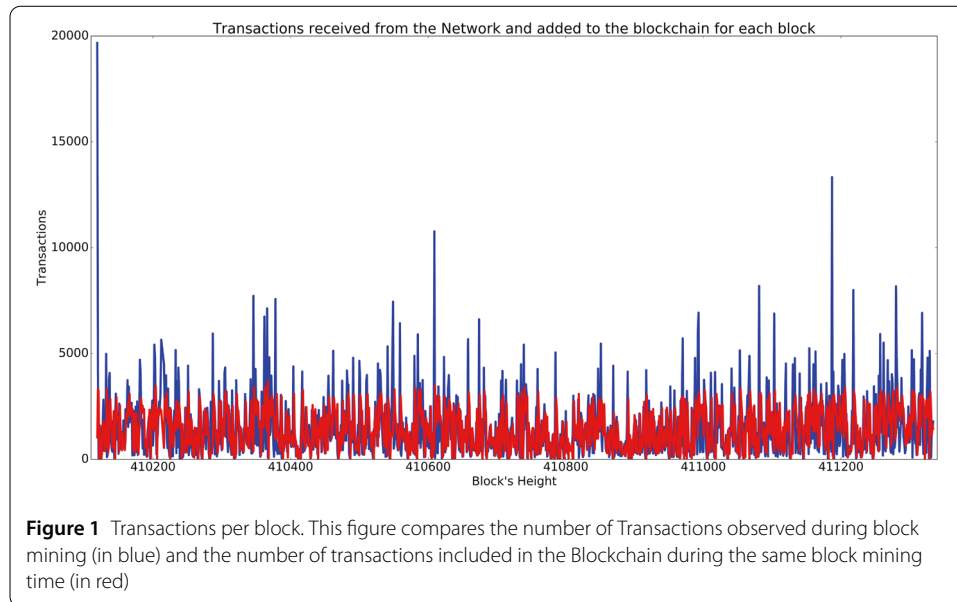 Transactions received from the Network and added to the blockchain for each block
20000
15000
10000
5000
0
Transactions
410200 410400 410600 410800 411000 411200
Block's Height
Figure 1 Transactions per block. This figure compares the number of Transactions observed during block
mining (in blue) and the number of transactions included in the Blockchain during the same block mining
time (in red)